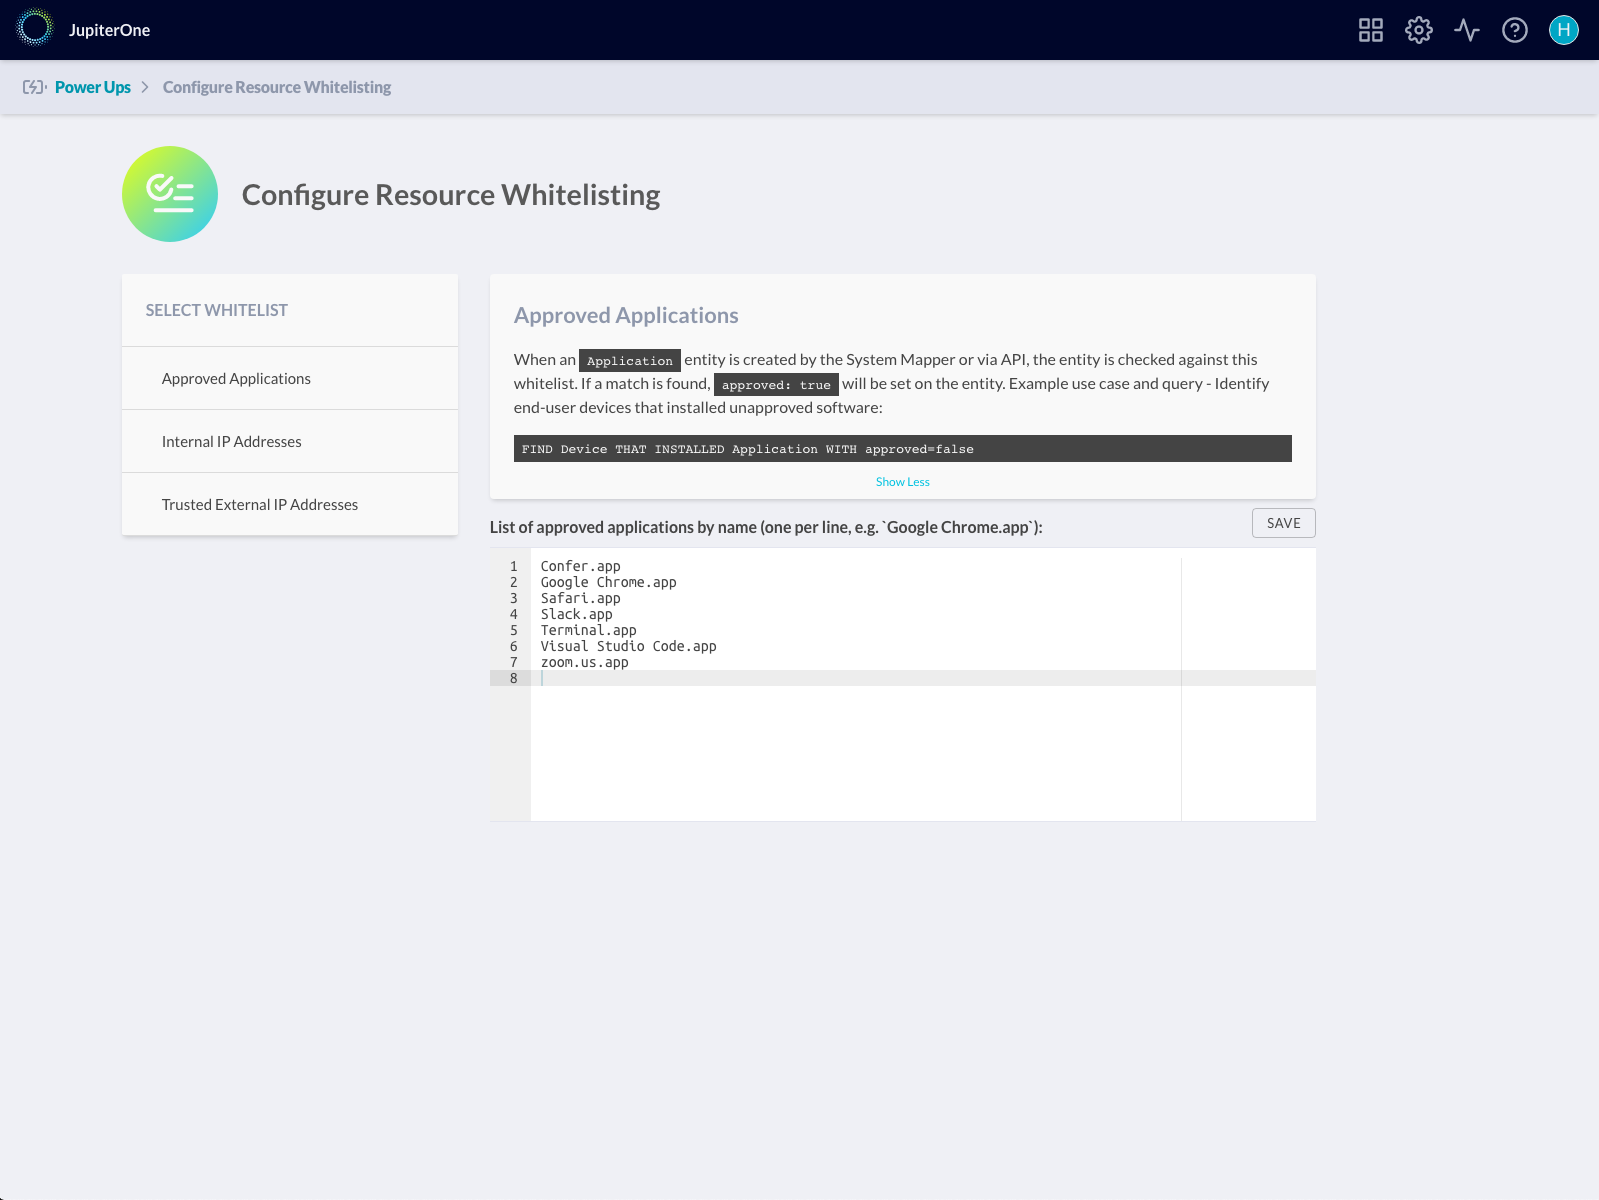 JupiterOne
H
Power Ups > Configure Resource Whitelisting
Configure Resource Whitelisting
SELECT WHITELIST
Approved Applications
Internal IP Addresses
Trusted External IP Addresses
Approved Applications
When an Application entity is created by the System Mapper or via API, the entity is checked against this
whitelist. If a match is found, approved: true will be set on the entity. Example use case and query - Identify
end-user devices that installed unapproved software:
FIND Device THAT INSTALLED Application WITH approved=false
Show Less
List of approved applications by name (one per line, e.g. `Google Chrome.app`):
SAVE
1 Confer.app
2 Google Chrome.app
3 Safari.app
4 Slack.app
5 Terminal.app
6 Visual Studio Code.app
7 zoom.us.app
8